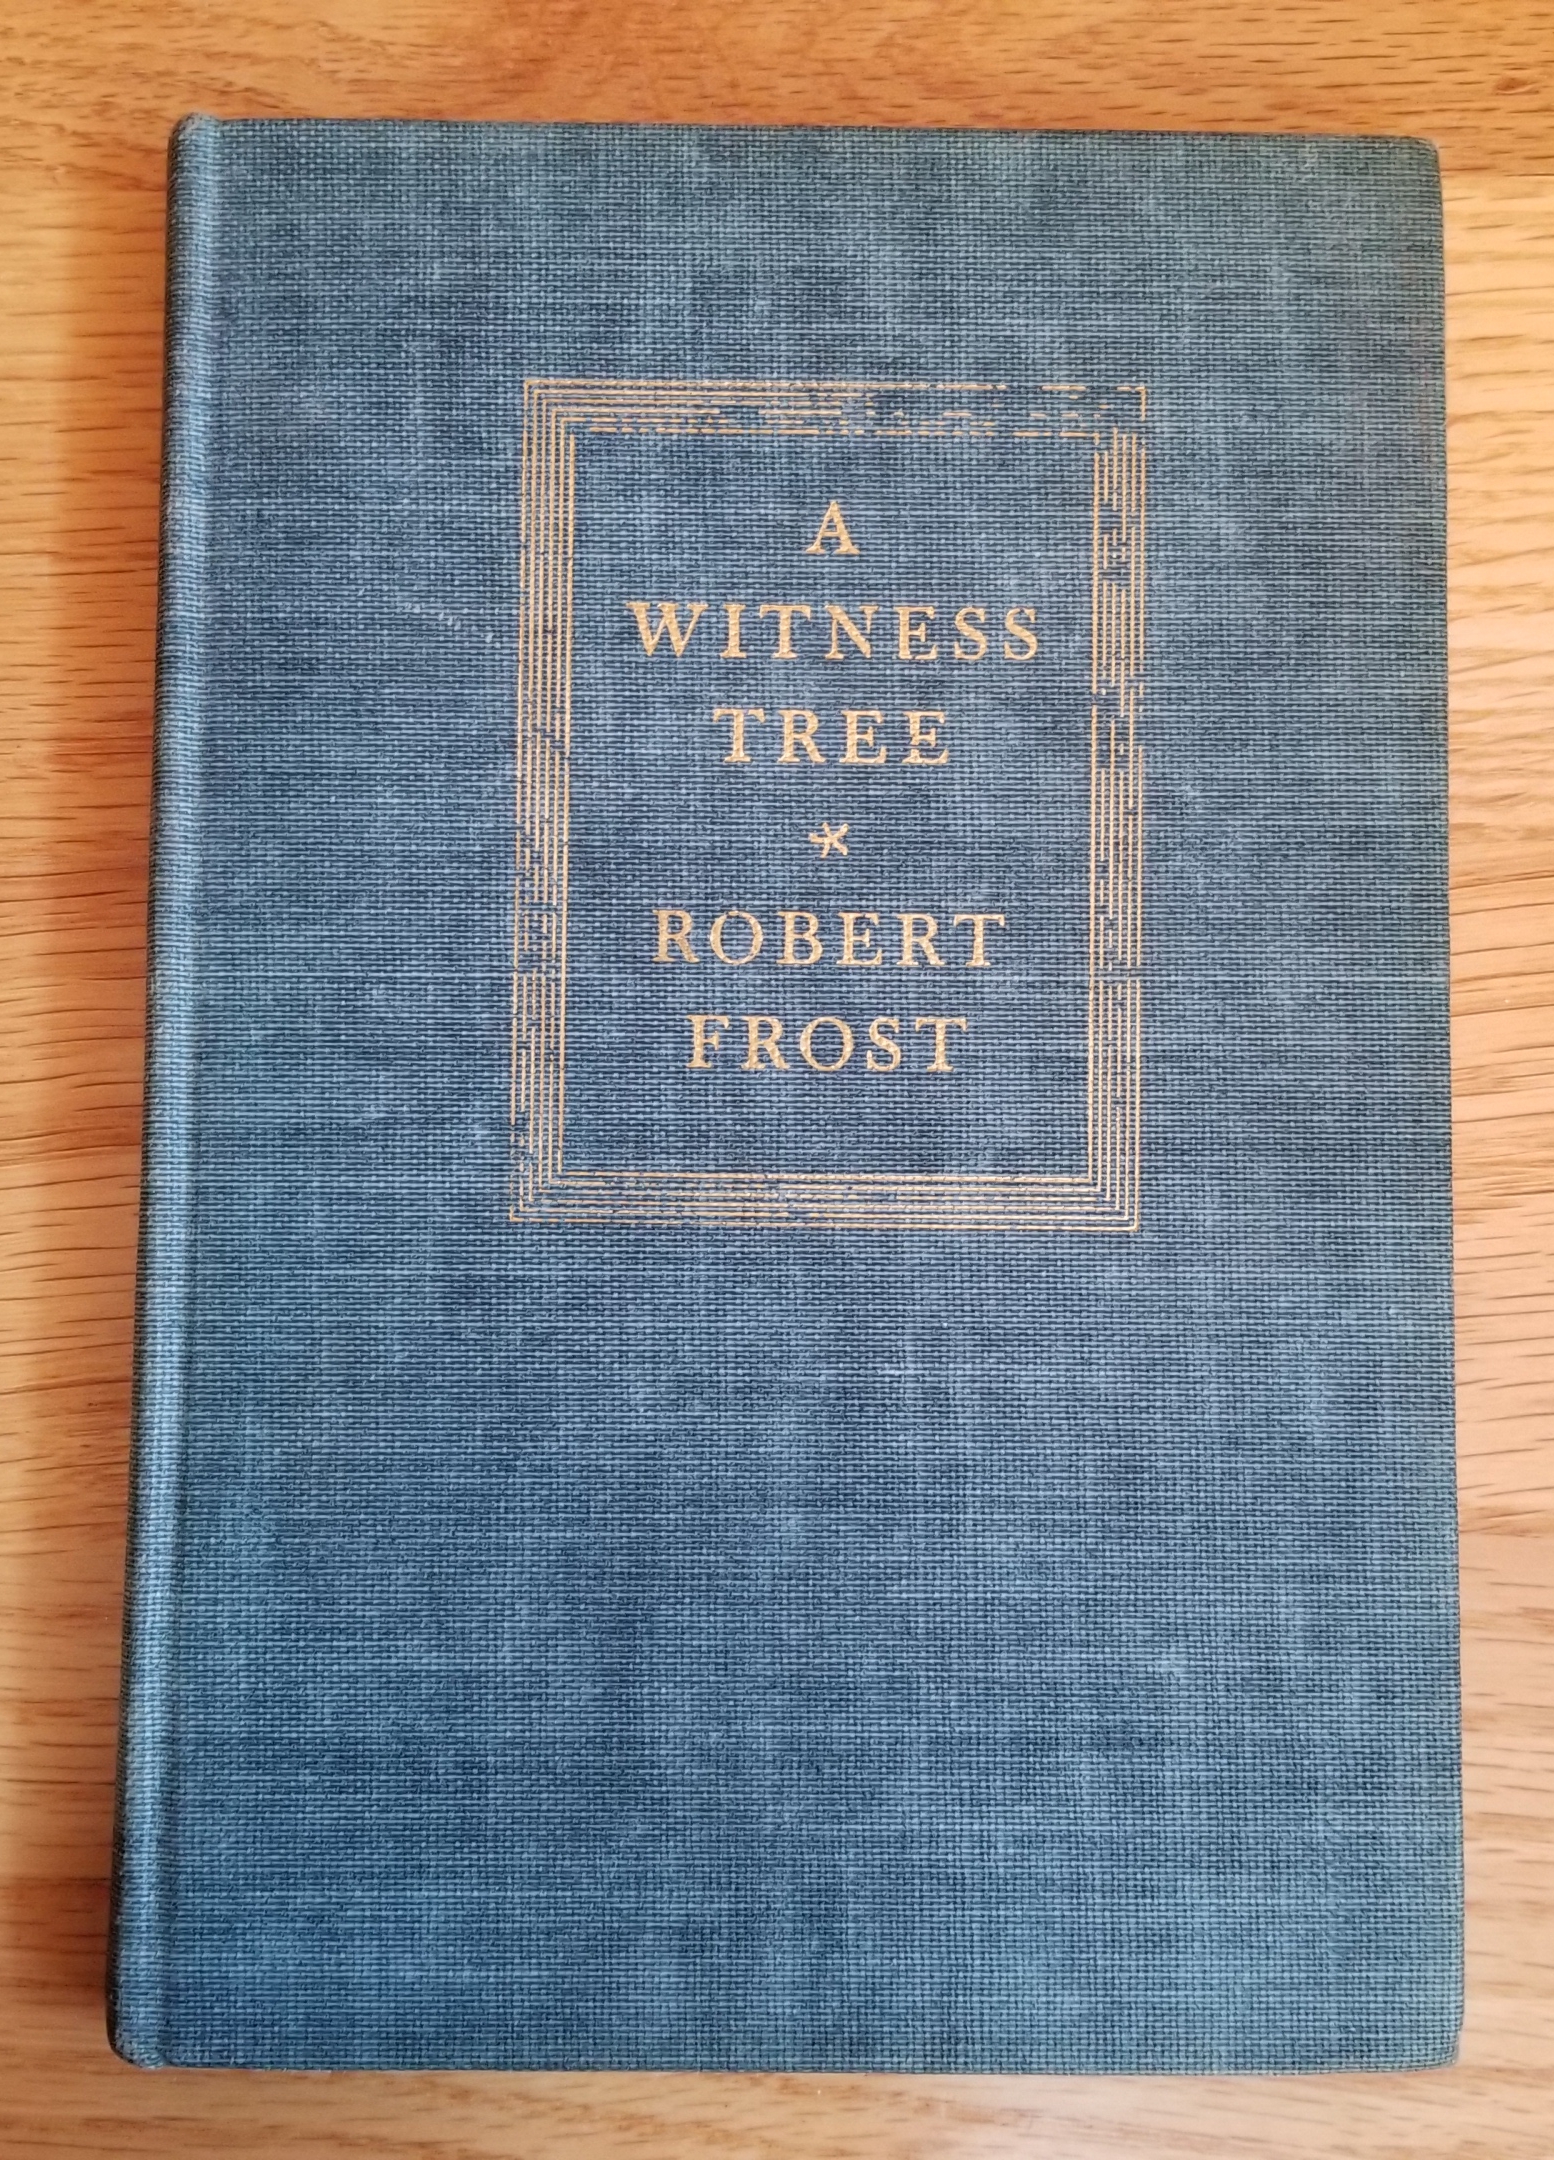 A
WITNESS
TREE
*
ROBERT
FROST